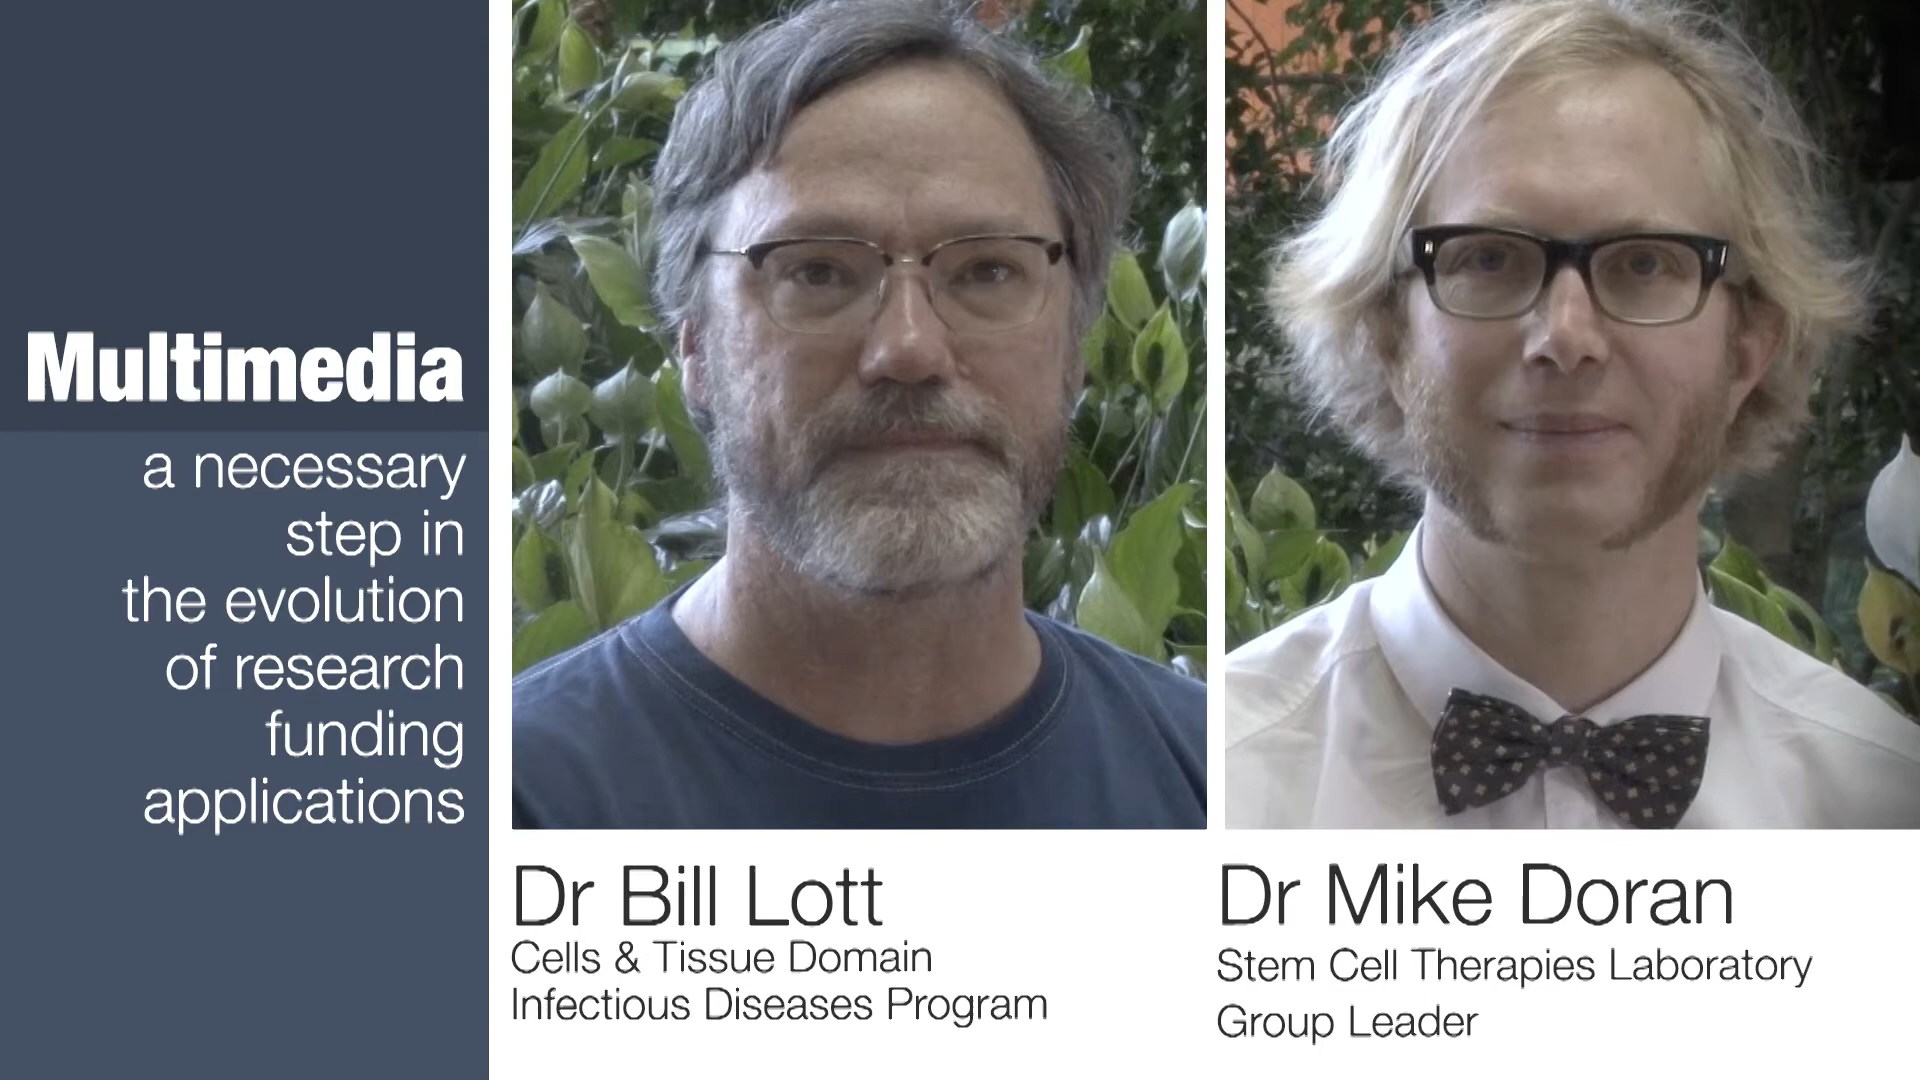 Multimedia
a necessary
step in
the evolution
of research
funding
applications
Dr Bill Lott
Cells & Tissue Domain
Infectious Diseases Program
Dr Mike Doran
Stem Cell Therapies Laboratory
Group Leader